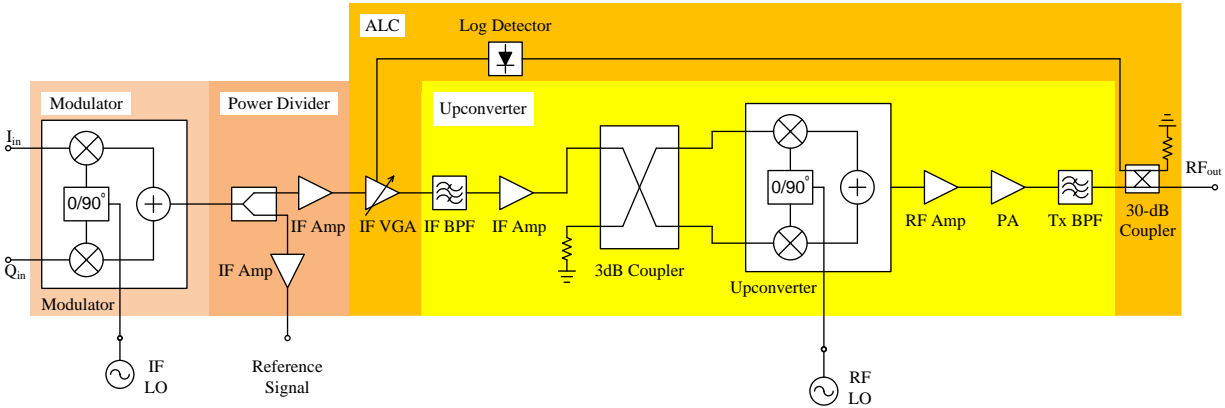 ALC
Log Detector
Modulator
Power Divider
Upconverter
I_in
0/90°
Q_in
Modulator
IF Amp
IF Amp
IF VGA
IF BPF
IF Amp
3dB Coupler
0/90°
Upconverter
RF Amp
PA
Tx BPF
30-dB
Coupler
RF_out
IF
LO
Reference
Signal
RF
LO